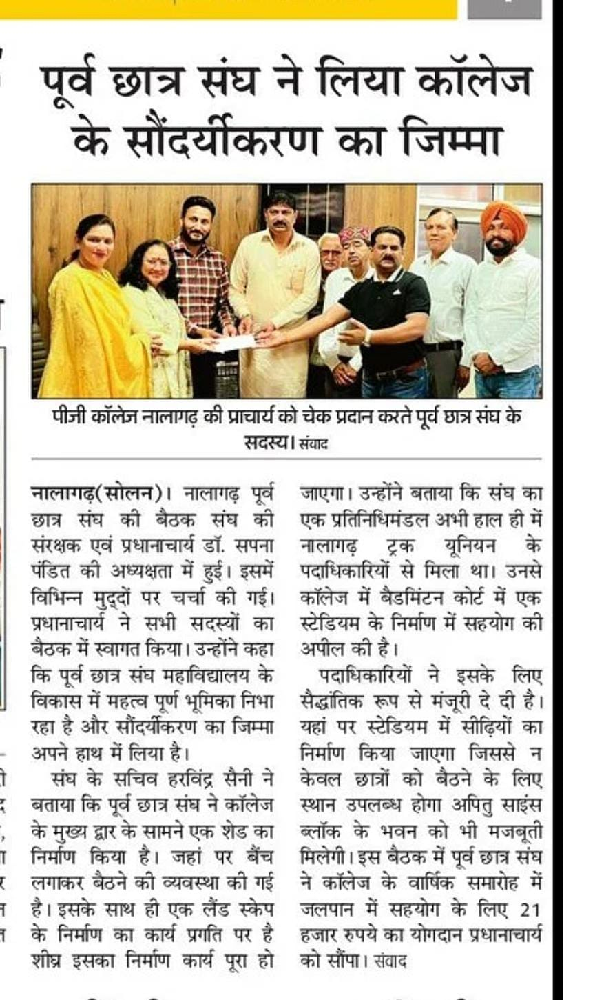 पूर्व छात्र संघ ने लिया कॉलेज
के सौंदर्यीकरण का जिम्मा
पीजी कॉलेज नालागढ़ की प्राचार्य को चेक प्रदान करते पूर्व छात्र संघ के
सदस्य। संवाद
नालागढ़(सोलन)। नालागढ़ पूर्व
छात्र संघ की बैठक संघ की
संरक्षक एवं प्रधानाचार्य डॉ. सपना
पंडित की अध्यक्षता में हुई। इसमें
विभिन्न मुद्दों पर चर्चा की गई।
प्रधानाचार्य ने सभी सदस्यों का
बैठक में स्वागत किया। उन्होंने कहा
कि पूर्व छात्र संघ महाविद्यालय के
विकास में महत्व पूर्ण भूमिका निभा
रहा है और सौंदर्यीकरण का जिम्मा
अपने हाथ में लिया है।
संघ के सचिव हरविंद्र सैनी ने
बताया कि पूर्व छात्र संघ ने कॉलेज
के मुख्य द्वार के सामने एक शेड का
निर्माण किया है। जहां पर बैंच
लगाकर बैठने की व्यवस्था की गई
है। इसके साथ ही एक लैंड स्केप
के निर्माण का कार्य प्रगति पर है
शीघ्र इसका निर्माण कार्य पूरा हो
जाएगा। उन्होंने बताया कि संघ का
एक प्रतिनिधिमंडल अभी हाल ही में
नालागढ़ ट्रक यूनियन के
पदाधिकारियों से मिला था। उनसे
कॉलेज में बैडमिंटन कोर्ट में एक
स्टेडियम के निर्माण में सहयोग की
अपील की है।
पदाधिकारियों ने इसके लिए
सैद्धांतिक रूप से मंजूरी दे दी है।
यहां पर स्टेडियम में सीढ़ियों का
निर्माण किया जाएगा जिससे न
केवल छात्रों को बैठने के लिए
स्थान उपलब्ध होगा अपितु साइंस
ब्लॉक के भवन को भी मजबूती
मिलेगी। इस बैठक में पूर्व छात्र संघ
ने कॉलेज के वार्षिक समारोह में
जलपान में सहयोग के लिए 21
हजार रुपये का योगदान प्रधानाचार्य
को सौंपा। संवाद